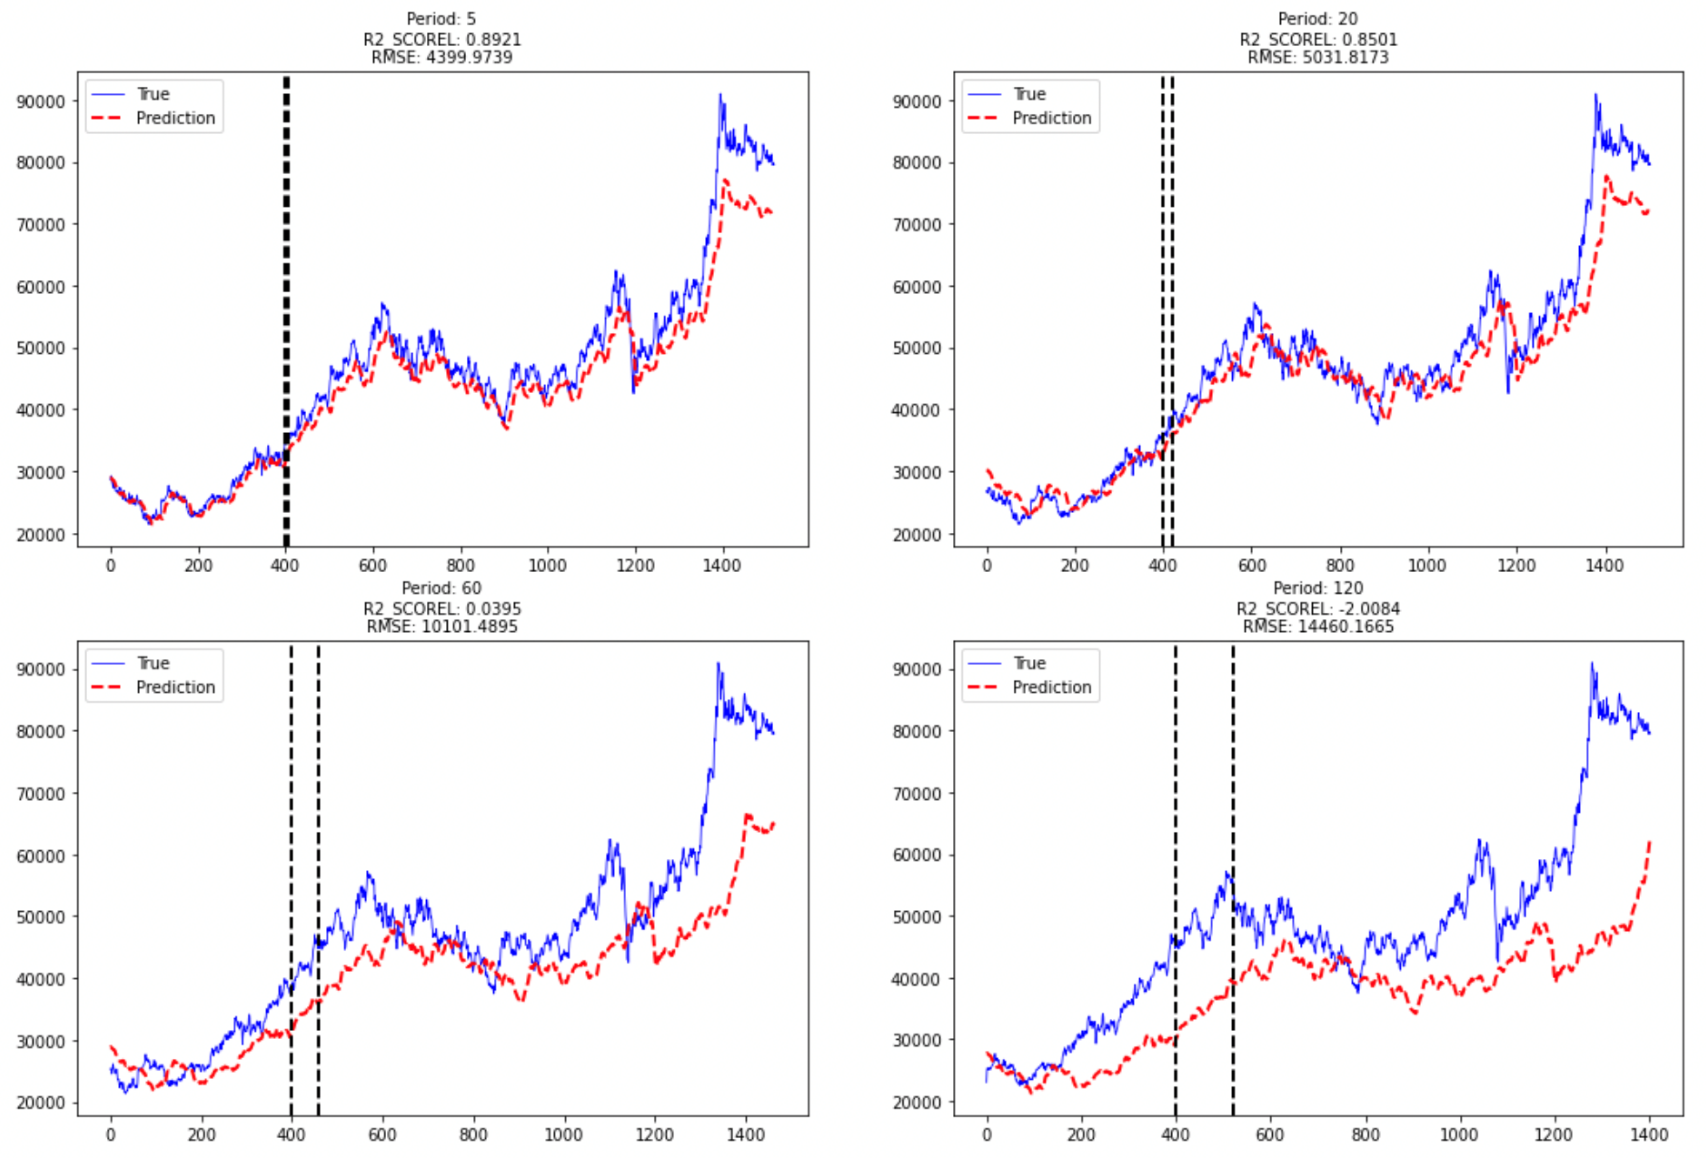 Period: 5
R2_SCOREL: 0.8921
RMSE: 4399.9739
True
Prediction
90000
80000
70000
60000
50000
40000
30000
20000
0 200 400 600 800 1000 1200 1400
Period: 20
R2_SCOREL: 0.8501
RMSE: 5031.8173
True
Prediction
90000
80000
70000
60000
50000
40000
30000
20000
0 200 400 600 800 1000 1200 1400
Period: 60
R2_SCOREL: 0.0395
RMSE: 10101.4895
True
Prediction
90000
80000
70000
60000
50000
40000
30000
20000
0 200 400 600 800 1000 1200 1400
Period: 120
R2_SCOREL: -2.0084
RMSE: 14460.1665
True
Prediction
90000
80000
70000
60000
50000
40000
30000
20000
0 200 400 600 800 1000 1200 1400